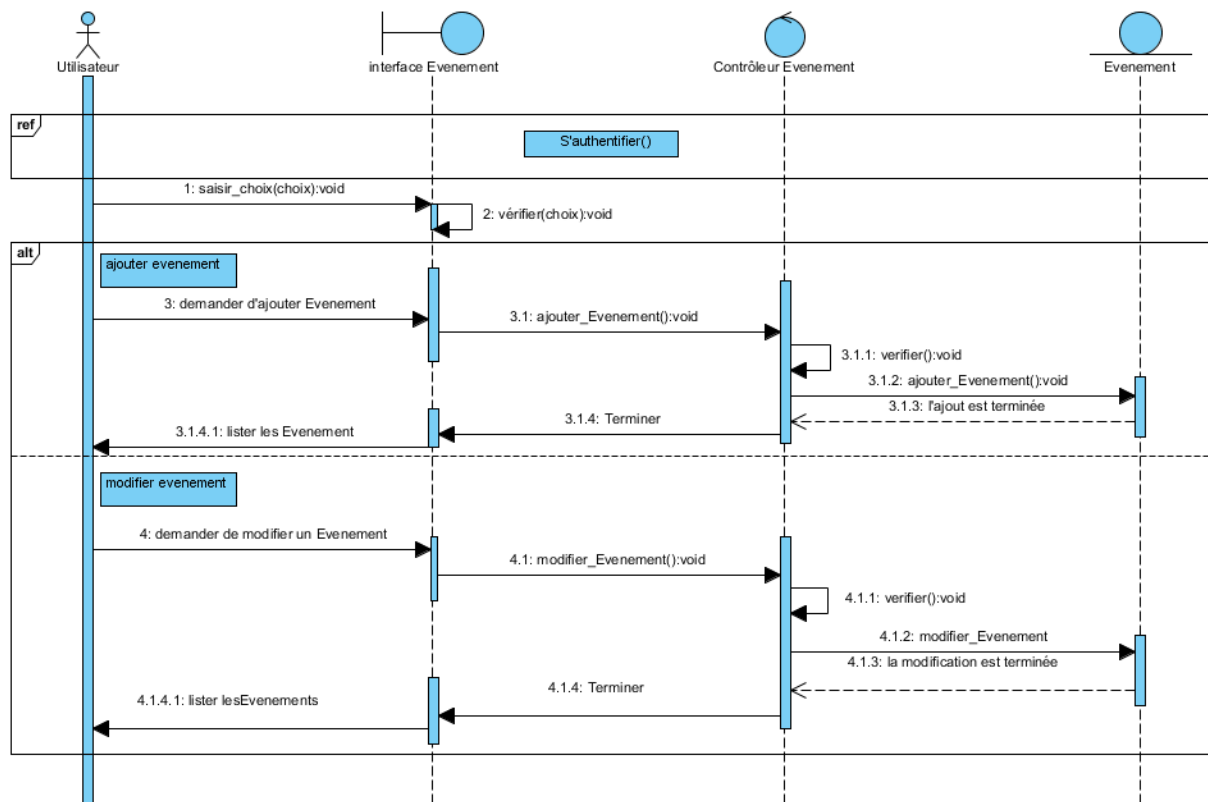 Utilisateur
interface Evenement
Contrôleur Evenement
Evenement
ref
S'authentifier()
1: saisir_choix(choix):void
2: vérifier(choix):void
alt
ajouter evenement
3: demander d'ajouter Evenement
3.1: ajouter_Evenement():void
3.1.1: verifier():void
3.1.2: ajouter_Evenement():void
3.1.3: l'ajout est terminée
3.1.4: Terminer
3.1.4.1: lister les Evenement
modifier evenement
4: demander de modifier un Evenement
4.1: modifier_Evenement():void
4.1.1: verifier():void
4.1.2: modifier_Evenement
4.1.3: la modification est terminée
4.1.4: Terminer
4.1.4.1: lister lesEvenements